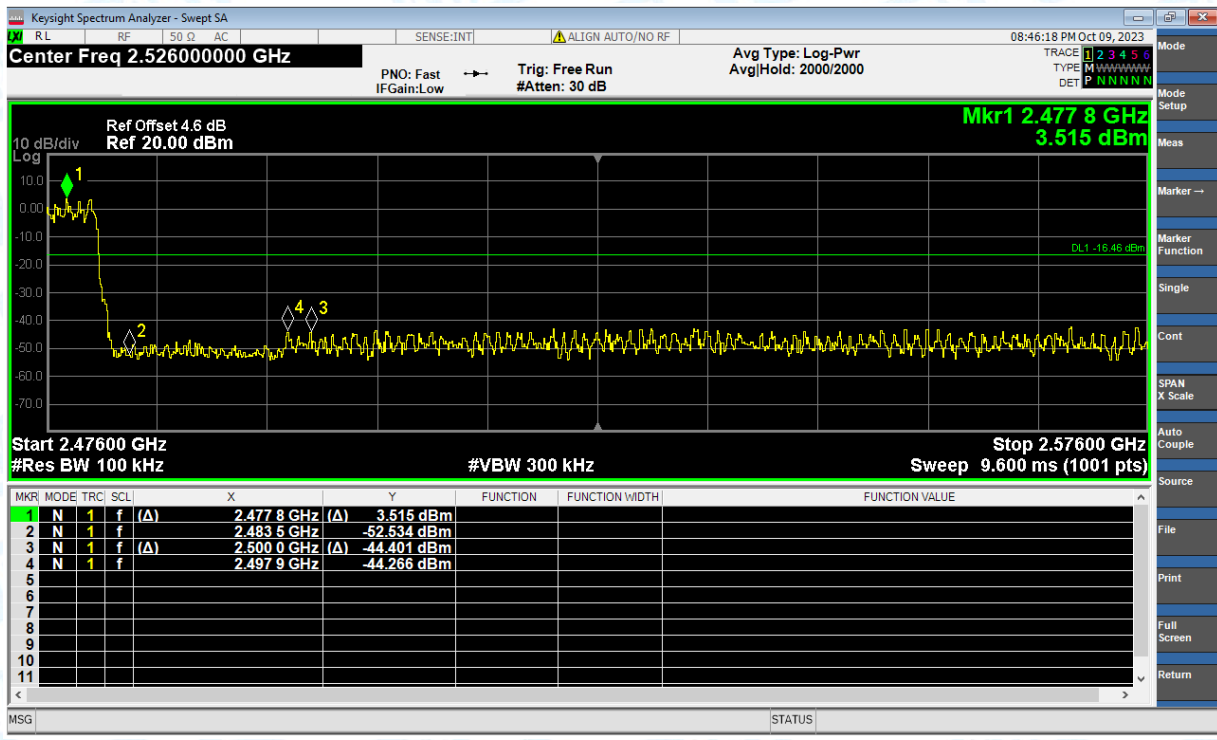 Keysight Spectrum Analyzer - Swept SA
LXI RL RF 50 Ω AC SENSE:INT ALIGN AUTO/NO RF 08:46:18 PM Oct 09, 2023
Center Freq 2.526000000 GHz
PNO: Fast
IFGain:Low
Trig: Free Run
#Atten: 30 dB
Avg Type: Log-Pwr
Avg|Hold: 2000/2000
TRACE 1 2 3 4 5 6
TYPE M WWWWW
DET P N N N N N
Mkr1 2.477 8 GHz
3.515 dBm
Ref Offset 4.6 dB
10 dB/div Ref 20.00 dBm
Log
10.0
0.00
-10.0
-20.0
-30.0
-40.0
-50.0
-60.0
-70.0
1
2
4
3
DL1 -16.46 dBm
Start 2.47600 GHz Stop 2.57600 GHz
#Res BW 100 kHz #VBW 300 kHz Sweep 9.600 ms (1001 pts)
MKR MODE TRC SCL X Y FUNCTION FUNCTION WIDTH FUNCTION VALUE
1 N 1 f (Δ) 2.477 8 GHz (Δ) 3.515 dBm
2 N 1 f 2.483 5 GHz -52.534 dBm
3 N 1 f (Δ) 2.500 0 GHz (Δ) -44.401 dBm
4 N 1 f 2.497 9 GHz -44.266 dBm
5
6
7
8
9
10
11
MSG STATUS
Mode
Mode
Setup
Meas
Marker →
Marker
Function
Single
Cont
SPAN
X Scale
Auto
Couple
Source
File
Print
Full
Screen
Return